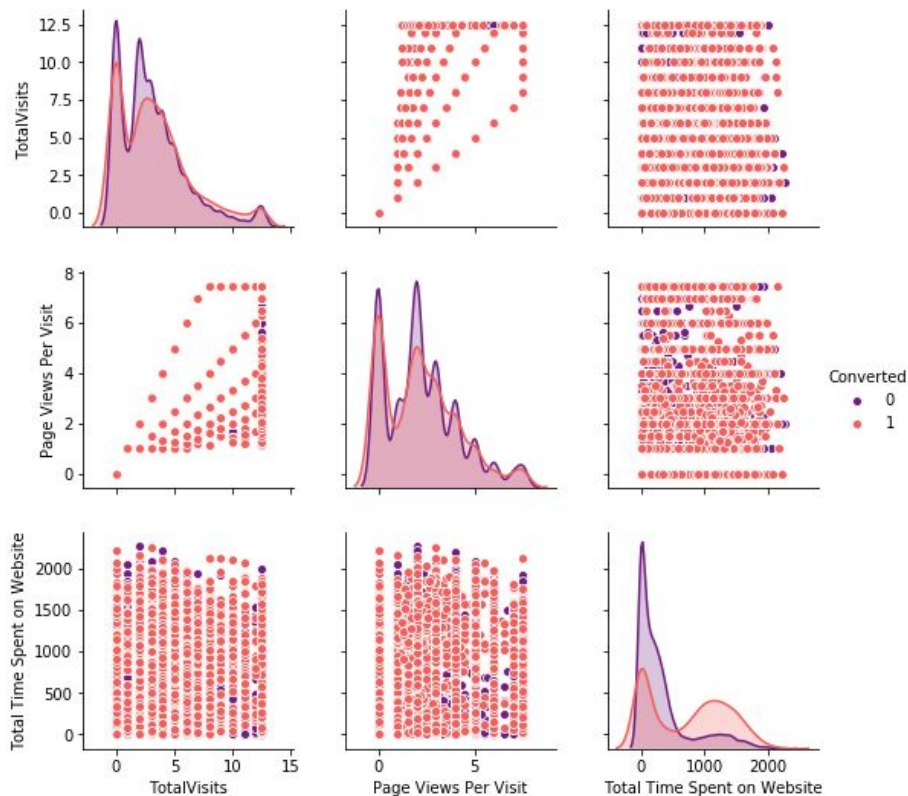 12.5
10.0
7.5
5.0
2.5
0.0
TotalVisits
8
6
4
2
0
Page Views Per Visit
Converted
0
1
2000
1500
1000
500
0
Total Time Spent on Website
0 5 10 15
TotalVisits
0 5
Page Views Per Visit
0 1000 2000
Total Time Spent on Website